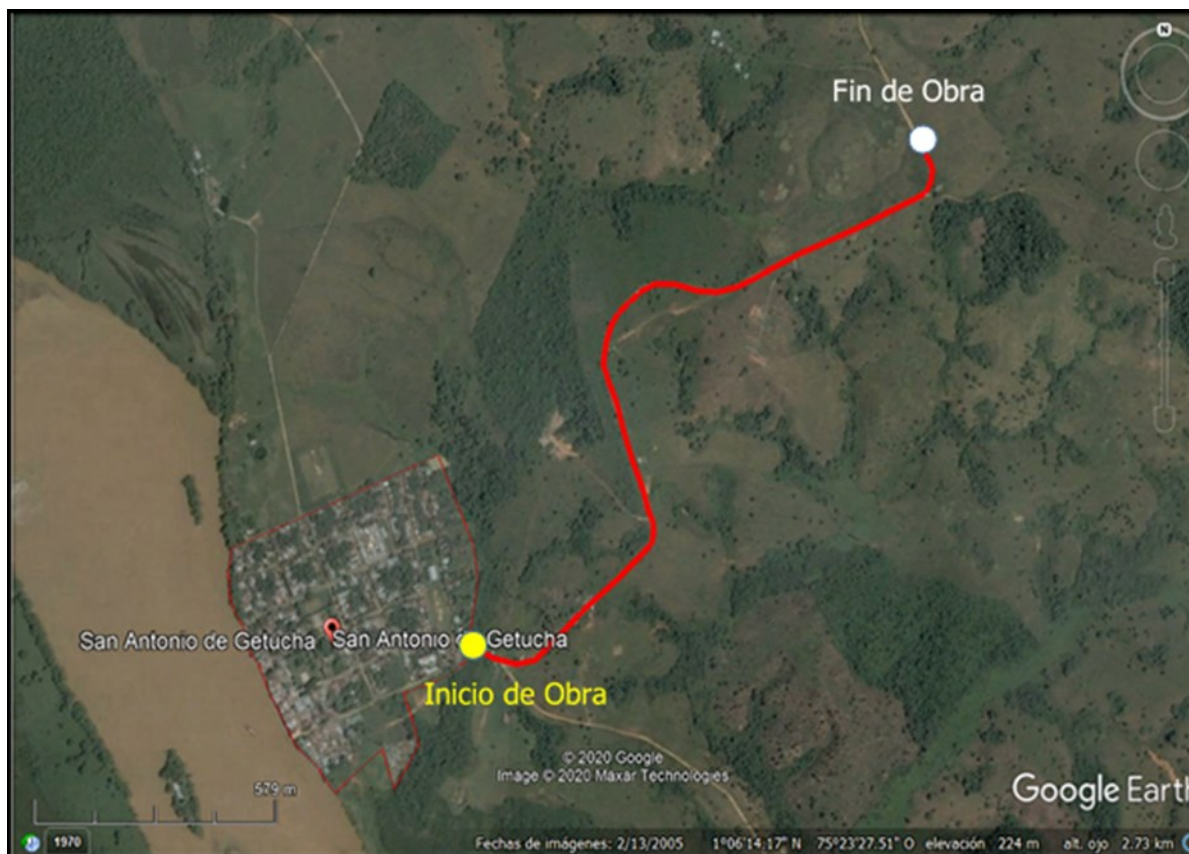 N
Fin de Obra
San Antonio de Getucha
San Antonio de Getucha
Inicio de Obra
© 2020 Google
Image © 2020 Maxar Technologies
Google Earth
579 m
1970
Fechas de imágenes: 2/13/2005 1°06'14.17" N 75°23'27.51" O elevación 224 m alt. ojo 2.73 km